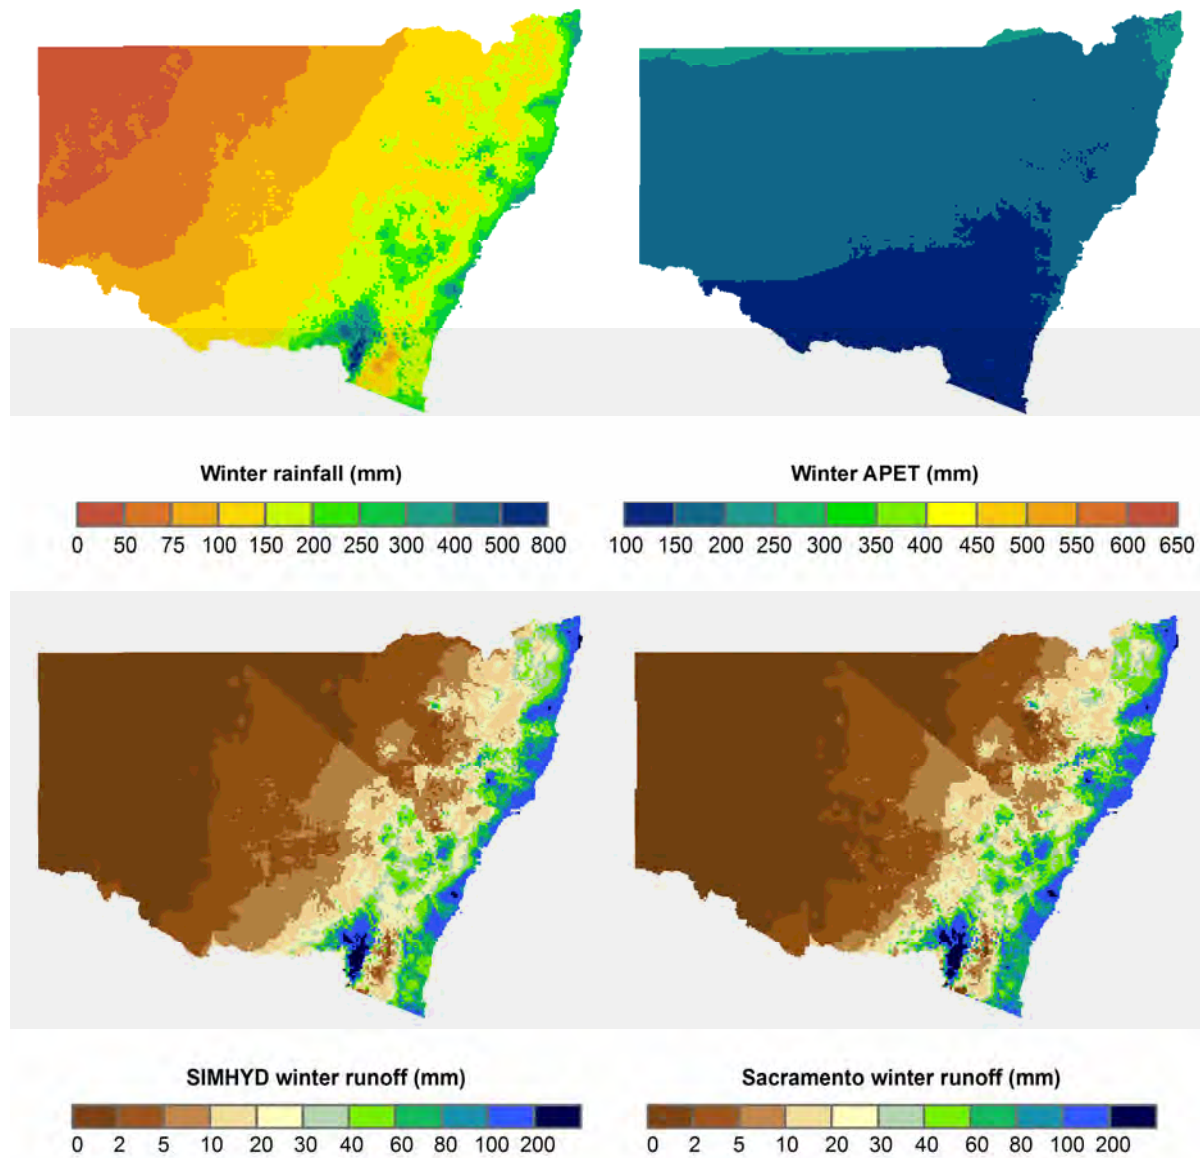 Winter rainfall (mm)
0 50 75 100 150 200 250 300 400 500 800
Winter APET (mm)
100 150 200 250 300 350 400 450 500 550 600 650
SIMHYD winter runoff (mm)
0 2 5 10 20 30 40 60 80 100 200
Sacramento winter runoff (mm)
0 2 5 10 20 30 40 60 80 100 200